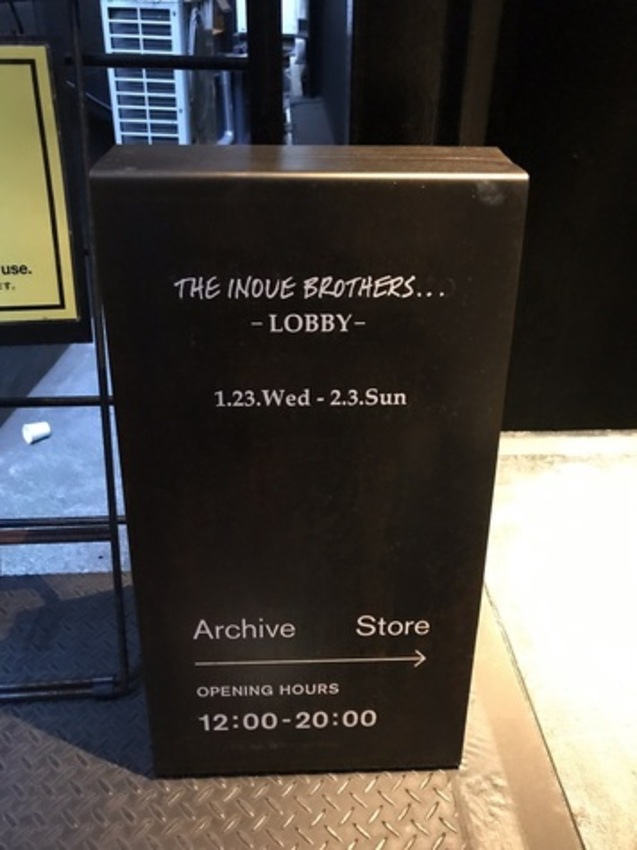 use.
THE INOUE BROTHERS...
-LOBBY-
1.23.Wed - 2.3.Sun
Archive Store
OPENING HOURS
12:00-20:00